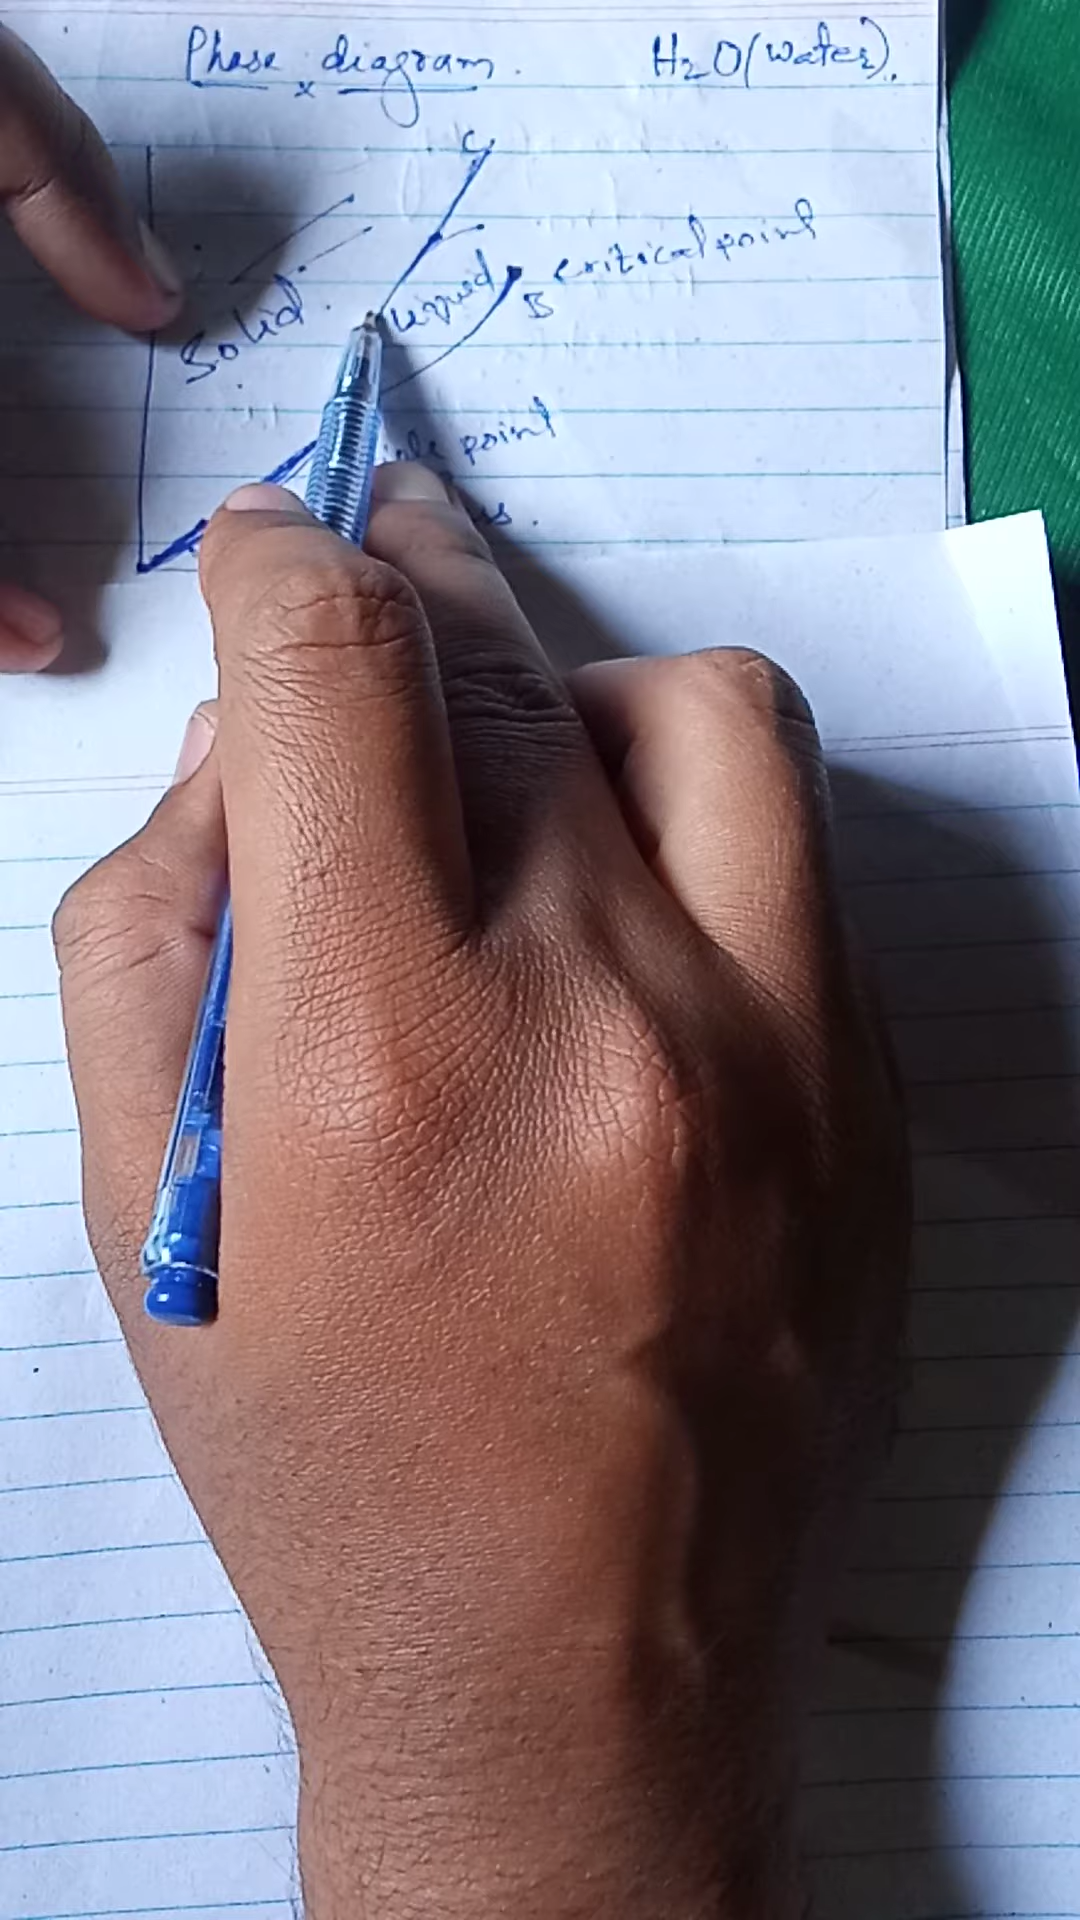 Phase diagram. H2O (water).
C
Solid. Liquid B critical point
point